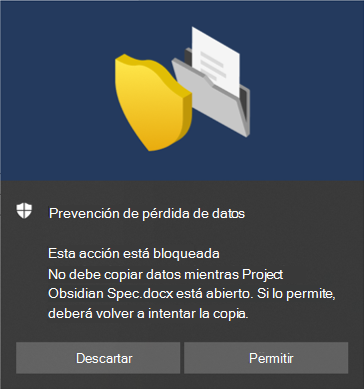 Prevención de pérdida de datos
Esta acción está bloqueada
No debe copiar datos mientras Project
Obsidian Spec.docx está abierto. Si lo permite,
deberá volver a intentar la copia.
Descartar
Permitir